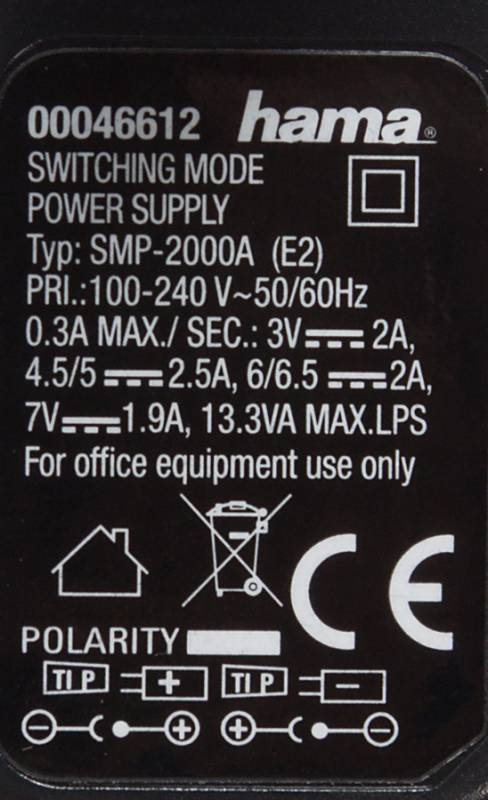 00046612 hama®
SWITCHING MODE
POWER SUPPLY
Typ: SMP-2000A (E2)
PRI.:100-240 V~50/60Hz
0.3A MAX./ SEC.: 3V⎓2A,
4.5/5⎓2.5A, 6/6.5⎓2A,
7V⎓1.9A, 13.3VA MAX.LPS
For office equipment use only
CE
POLARITY
TIP = + TIP = −
− + + −